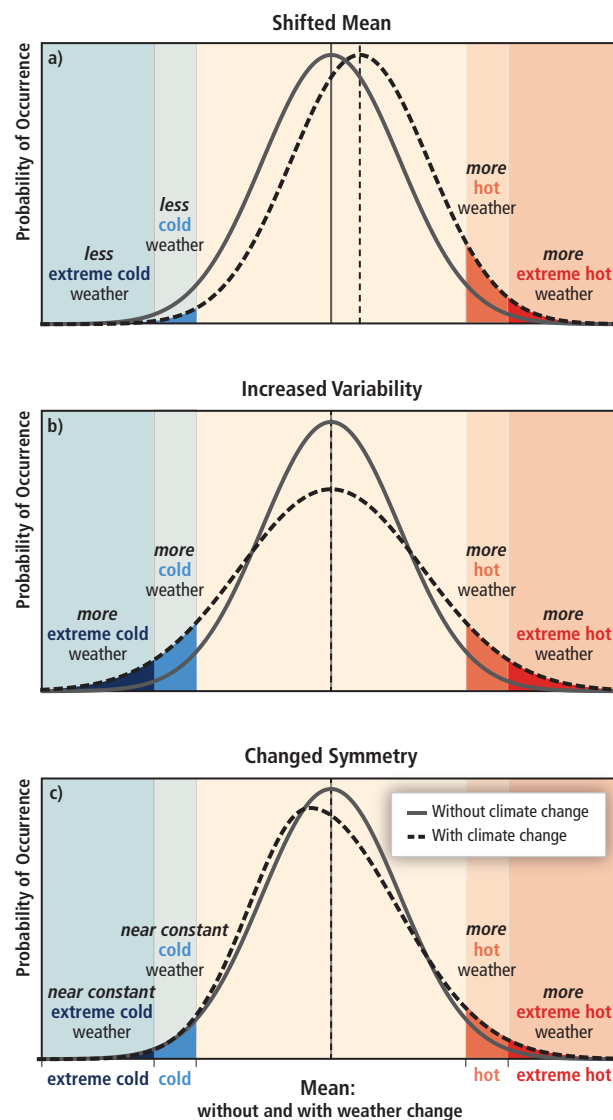 Shifted Mean
a)
Probability of Occurrence
less
extreme cold
weather
less
cold
weather
more
hot
weather
more
extreme hot
weather
Increased Variability
b)
Probability of Occurrence
more
extreme cold
weather
more
cold
weather
more
hot
weather
more
extreme hot
weather
Changed Symmetry
c)
Probability of Occurrence
Without climate change
With climate change
near constant
extreme cold
weather
near constant
cold
weather
more
hot
weather
more
extreme hot
weather
extreme cold
cold
hot
extreme hot
Mean:
without and with weather change